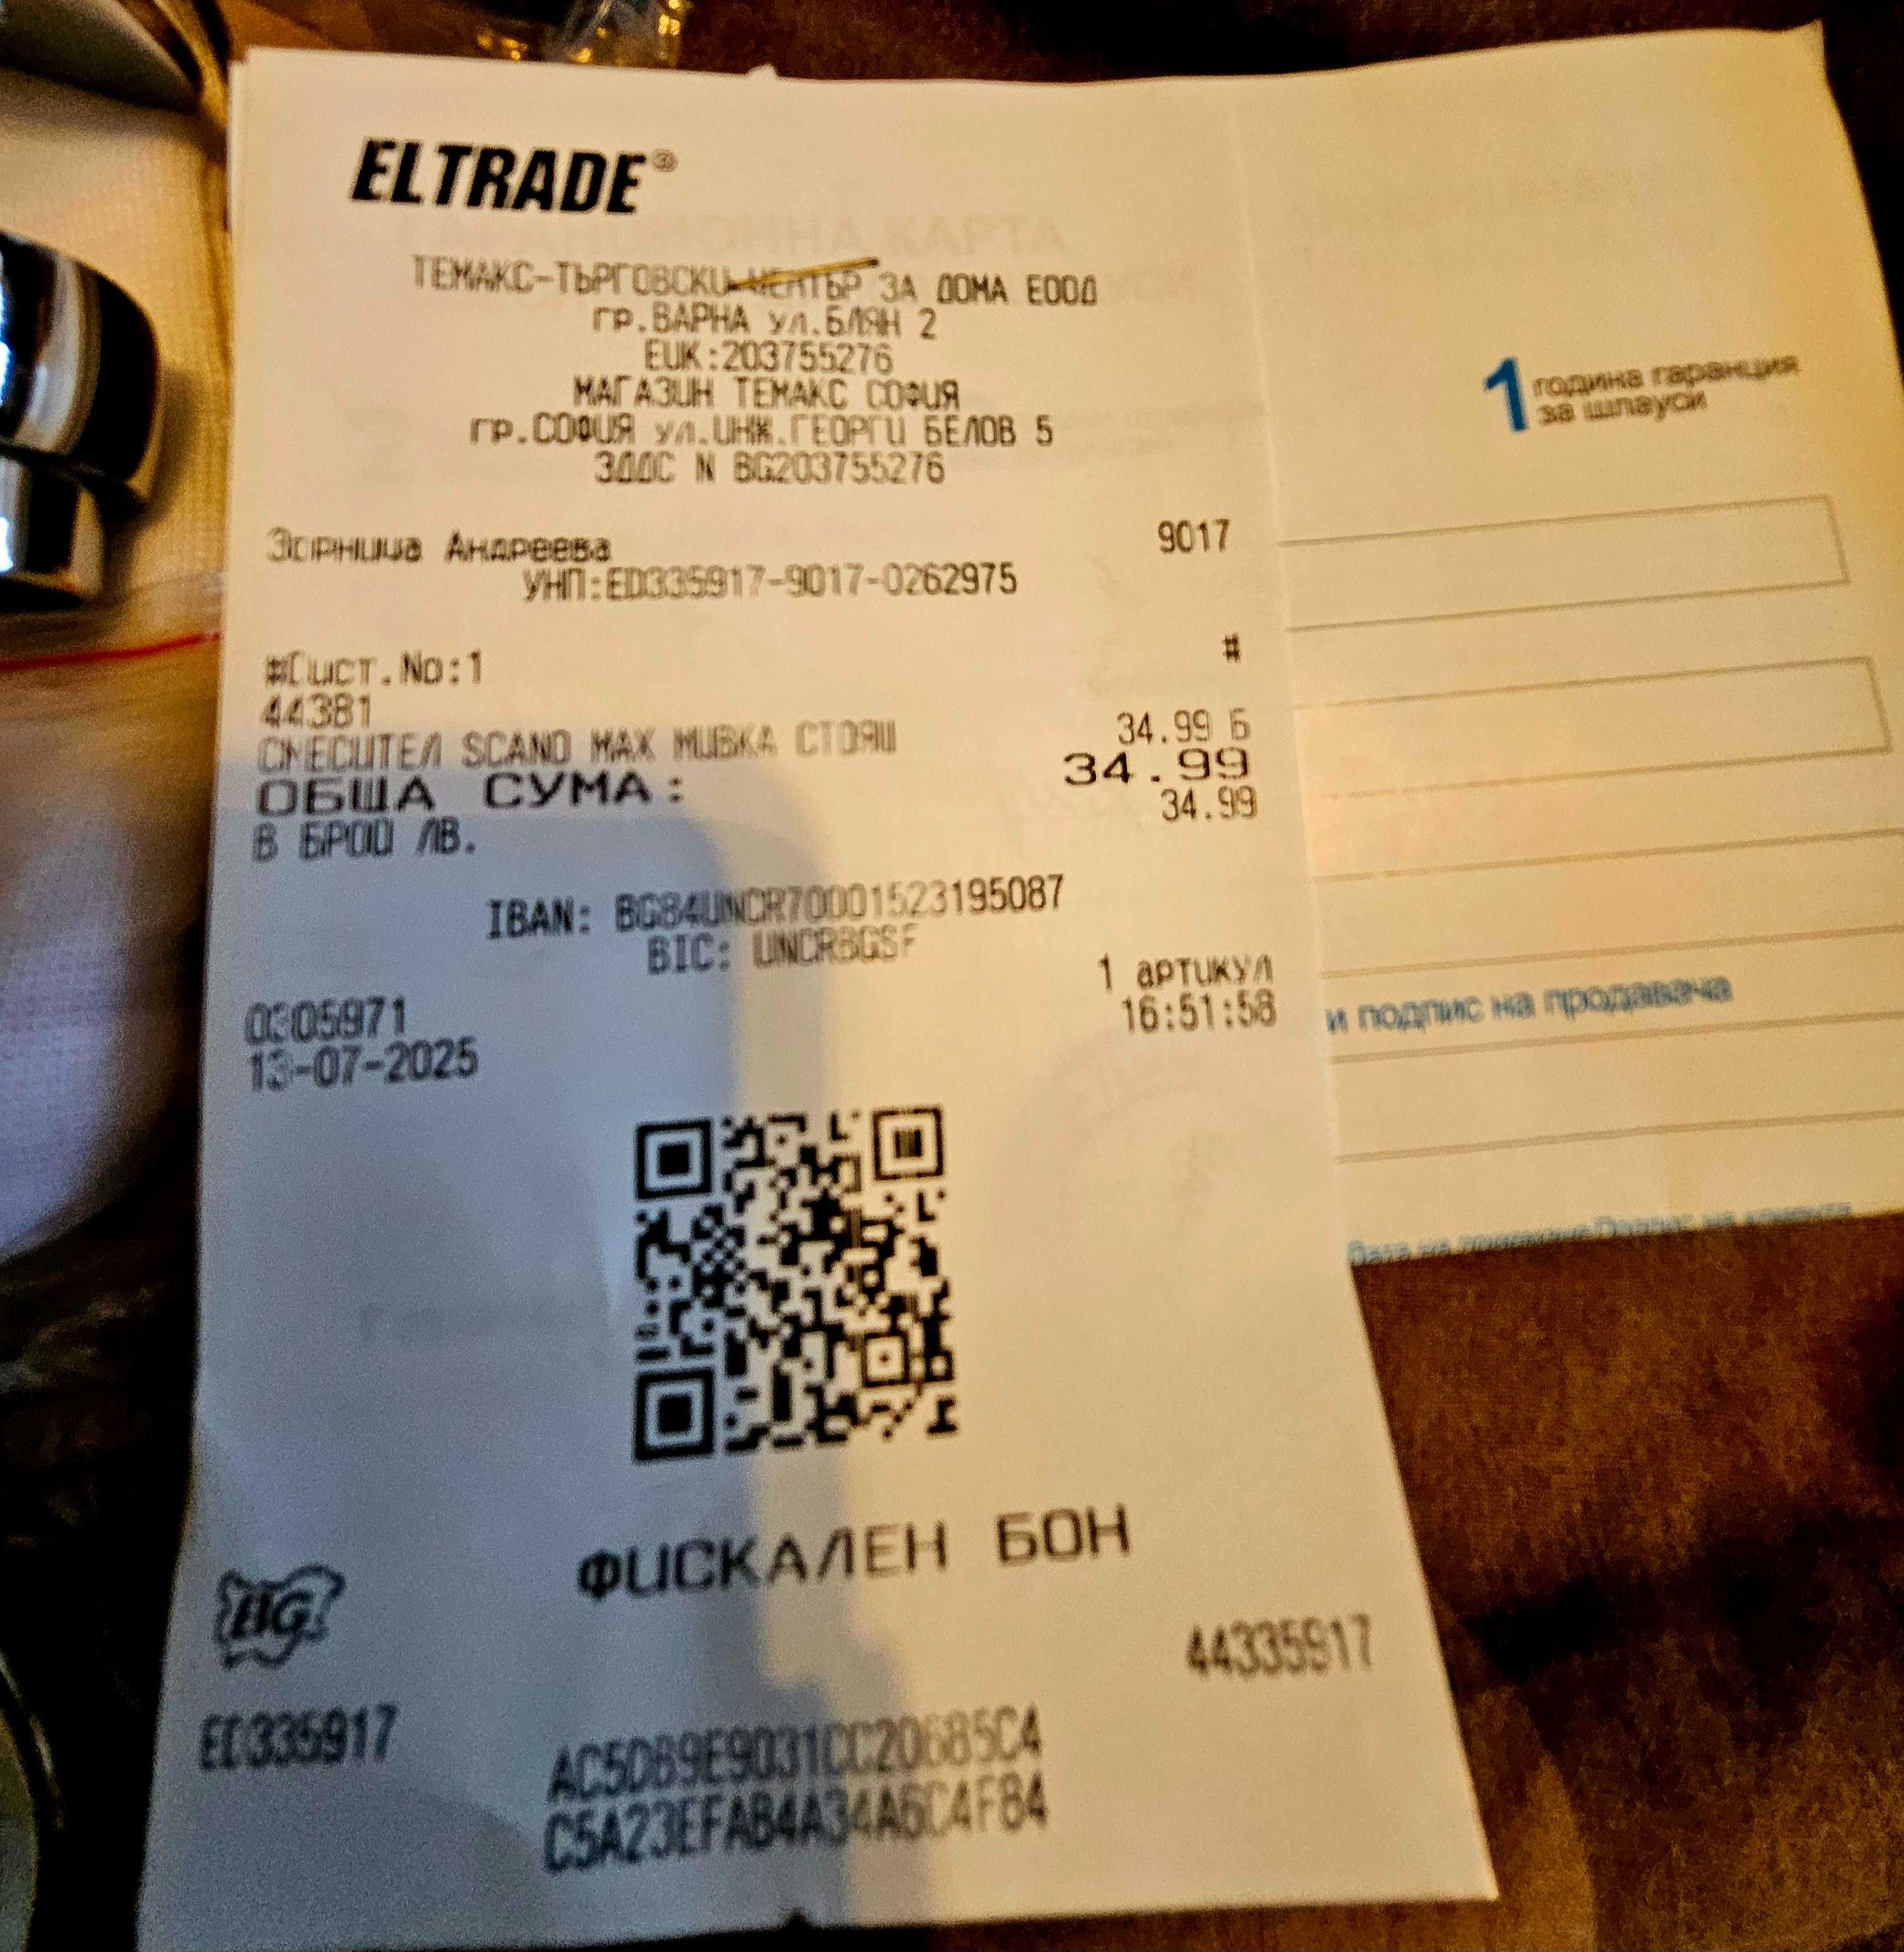 ELTRADE®
ТЕМАКС-ТЪРГОВСКИ ЦЕНТЪР ЗА ДОМА ЕООД
гр.ВАРНА ул.БЛЯН 2
ЕИК:203755276
МАГАЗИН ТЕМАКС СОФИЯ
гр.СОФИЯ ул.ИНЖ.ГЕОРГИ БЕЛОВ 5
ЗДДС N BG203755276
Зорница Андреева 9017
УНП:ED335917-9017-0262975
#Сист.No:1 #
44381
СМЕСИТЕЛ SCAND MAX МИВКА СТОЯЩ 34.99 Б
ОБЩА СУМА: 34.99
В БРОЙ ЛВ. 34.99
IBAN: BG84UNCR70001523195087
BIC: UNCRBGSF
1 артикул
0305971 16:51:58
13-07-2025
ФИСКАЛЕН БОН
BG
44335917
ED335917
AC5DB9E9031CC20685C4
C5A23EFAB4A34A6C4F84
ГАРАНЦИОННА КАРТА
1 година гаранция
за шлауси
и подпис на продавача